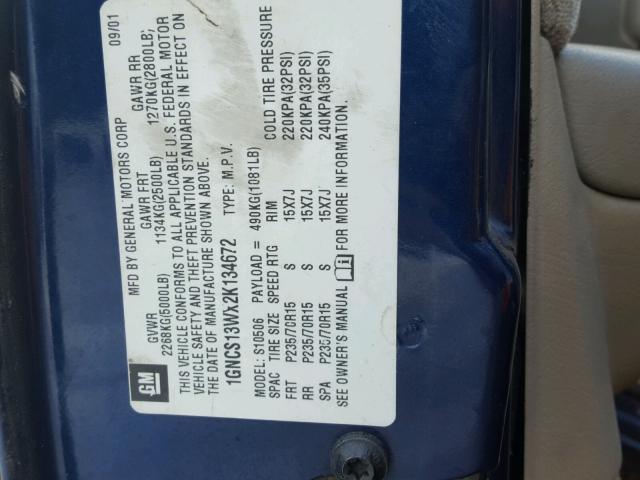 GM
MFD BY GENERAL MOTORS CORP
09/01
GVWR GAWR FRT GAWR RR
2268KG(5000LB) 1134KG(2500LB) 1270KG(2800LB)
THIS VEHICLE CONFORMS TO ALL APPLICABLE U.S. FEDERAL MOTOR
VEHICLE SAFETY AND THEFT PREVENTION STANDARDS IN EFFECT ON
THE DATE OF MANUFACTURE SHOWN ABOVE.
1GNCS13WX2K134672 TYPE: M.P.V.
MODEL: S10506 PAYLOAD = 490KG(1081LB)
SPAC TIRE SIZE SPEED RTG RIM COLD TIRE PRESSURE
FRT P235/70R15 S 15X7J 220KPA(32PSI)
RR P235/70R15 S 15X7J 220KPA(32PSI)
SPA P235/70R15 S 15X7J 240KPA(35PSI)
SEE OWNER'S MANUAL FOR MORE INFORMATION.